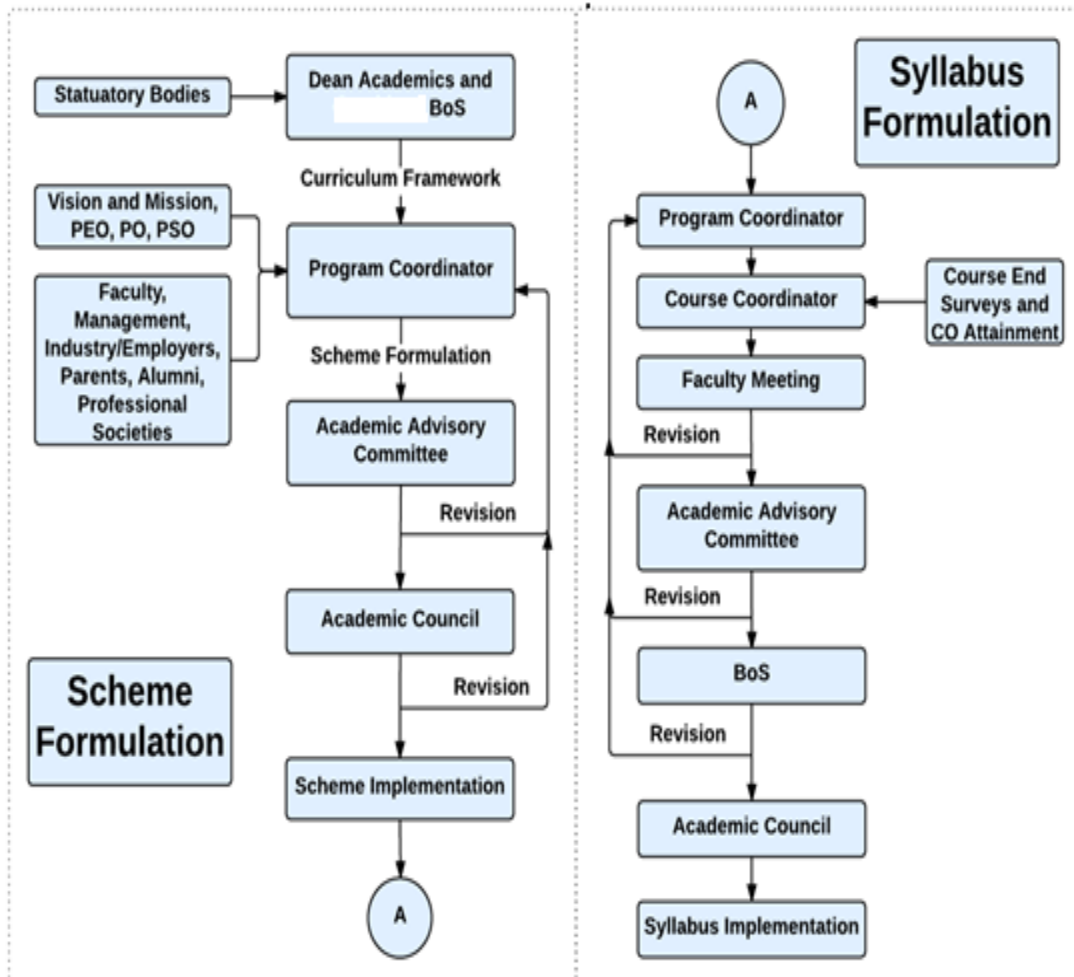 Statuatory Bodies
Dean Academics and
BoS
Curriculum Framework
Vision and Mission,
PEO, PO, PSO
Program Coordinator
Faculty,
Management,
Industry/Employers,
Parents, Alumni,
Professional
Societies
Scheme Formulation
Academic Advisory
Committee
Revision
Academic Council
Revision
Scheme
Formulation
Scheme Implementation
A
Syllabus
Formulation
A
Program Coordinator
Course Coordinator
Course End
Surveys and
CO Attainment
Faculty Meeting
Revision
Academic Advisory
Committee
Revision
BoS
Revision
Academic Council
Syllabus Implementation